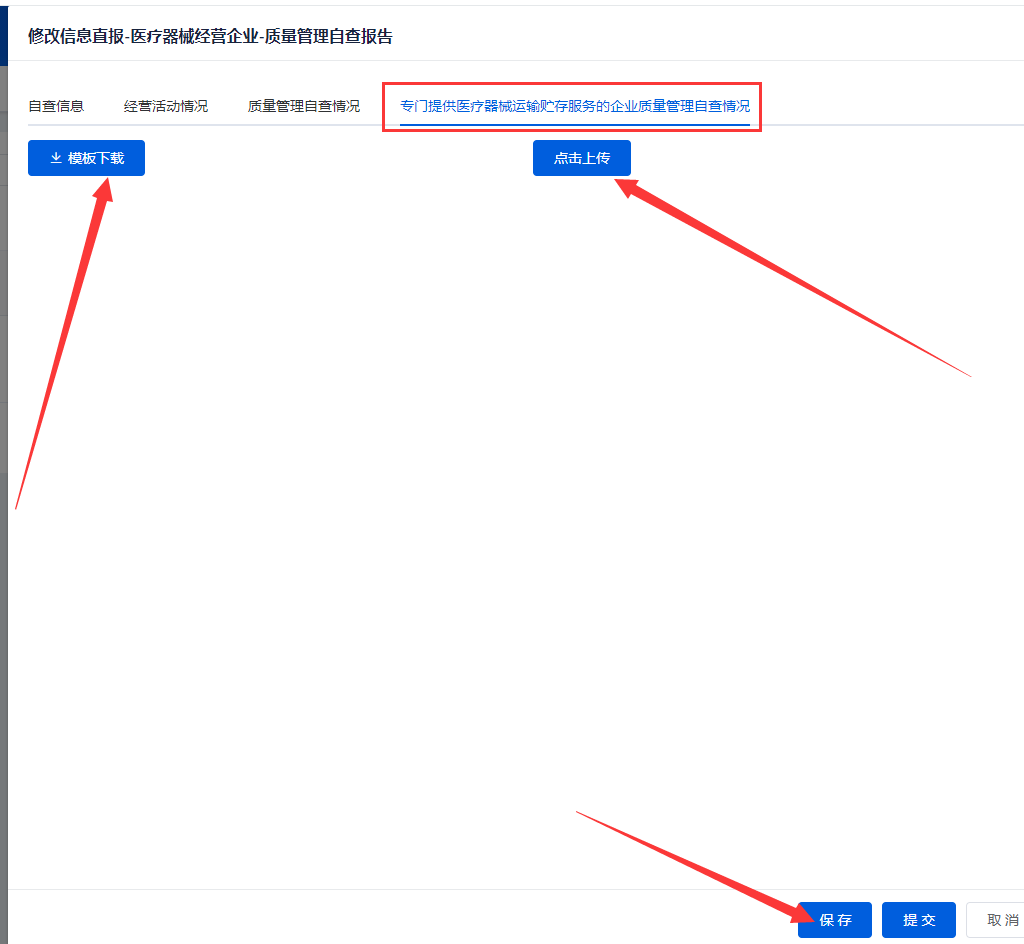 修改信息直报-医疗器械经营企业-质量管理自查报告
自查信息 经营活动情况 质量管理自查情况 专门提供医疗器械运输贮存服务的企业质量管理自查情况
模板下载 点击上传
保存 提交 取消